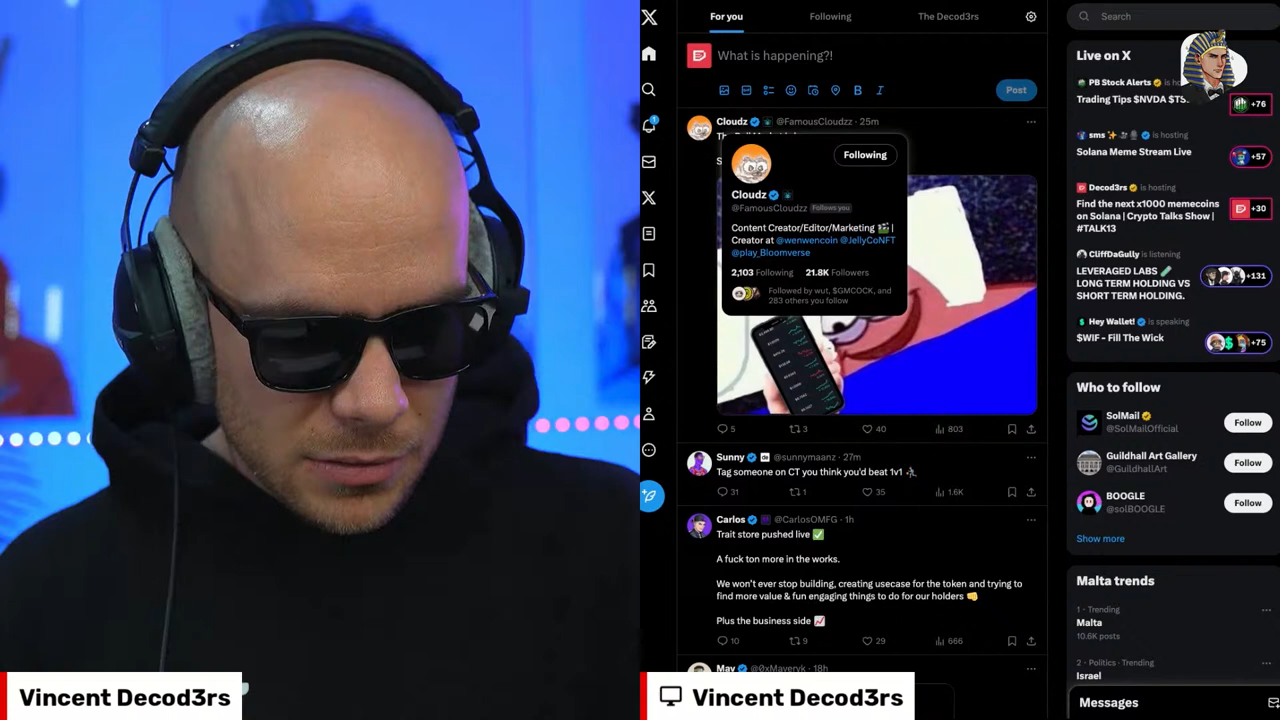 For you
Following
The Decod3rs
Search
What is happening?!
Post
Live on X
PB Stock Alerts
Trading Tips $NVDA $TS
+76
sms
is hosting
Solana Meme Stream Live
+57
Decod3rs
is hosting
Find the next x1000 memecoins
on Solana | Crypto Talks Show |
#TALK13
+30
CliffDaGully
is listening
LEVERAGED LABS
LONG TERM HOLDING VS
SHORT TERM HOLDING.
+131
Hey Wallet!
is speaking
$WIF - Fill The Wick
+75
Cloudz
@FamousCloudzz · 25m
Following
Cloudz
@FamousCloudzz
Follows you
Content Creator/Editor/Marketing |
Creator at @wenwencoin @JellyCoNFT
@play_Bloomverse
2,103 Following
21.8K Followers
Followed by wut, $GMCOCK, and
283 others you follow
5
3
40
803
Sunny
@sunnymaanz · 27m
Tag someone on CT you think you'd beat 1v1
31
1
35
1.6K
Carlos
@CarlosOMFG · 1h
Trait store pushed live ✅
A fuck ton more in the works.
We won't ever stop building, creating usecase for the token and trying to
find more value & fun engaging things to do for our holders
Plus the business side
10
9
29
666
May
@0xMayeryk · 18h
Who to follow
SolMail
@SolMailOfficial
Follow
Guildhall Art Gallery
@GuildhallArt
Follow
BOOGLE
@solBOOGLE
Follow
Show more
Malta trends
1 · Trending
Malta
10.6K posts
2 · Politics · Trending
Israel
Messages
Vincent Decod3rs
Vincent Decod3rs